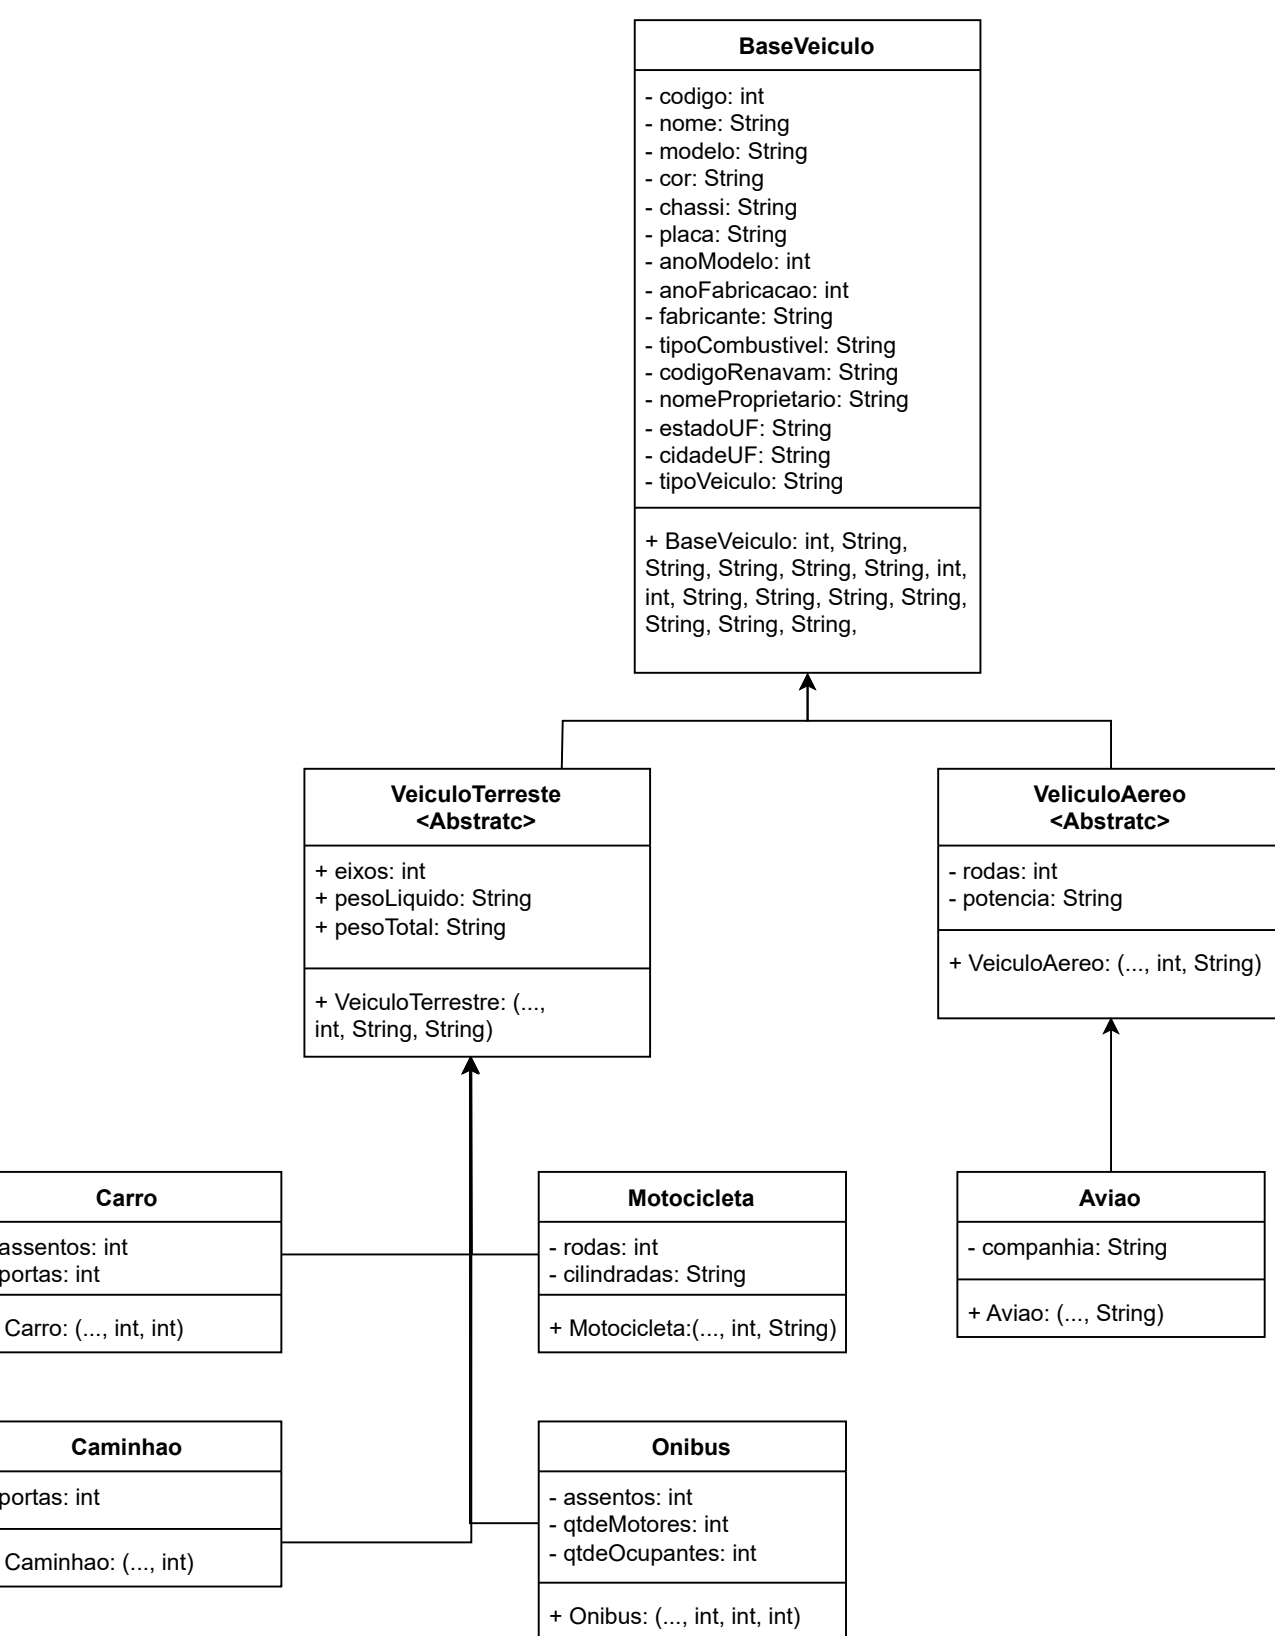 BaseVeiculo
- codigo: int
- nome: String
- modelo: String
- cor: String
- chassi: String
- placa: String
- anoModelo: int
- anoFabricacao: int
- fabricante: String
- tipoCombustivel: String
- codigoRenavam: String
- nomeProprietario: String
- estadoUF: String
- cidadeUF: String
- tipoVeiculo: String
+ BaseVeiculo: int, String,
String, String, String, String, int,
int, String, String, String, String,
String, String, String,
VeiculoTerreste
<Abstratc>
+ eixos: int
+ pesoLiquido: String
+ pesoTotal: String
+ VeiculoTerrestre: (...,
int, String, String)
VeliculoAereo
<Abstratc>
- rodas: int
- potencia: String
+ VeiculoAereo: (..., int, String)
Carro
assentos: int
portas: int
Carro: (..., int, int)
Motocicleta
- rodas: int
- cilindradas: String
+ Motocicleta:(..., int, String)
Aviao
- companhia: String
+ Aviao: (..., String)
Caminhao
portas: int
Caminhao: (..., int)
Onibus
- assentos: int
- qtdeMotores: int
- qtdeOcupantes: int
+ Onibus: (..., int, int, int)